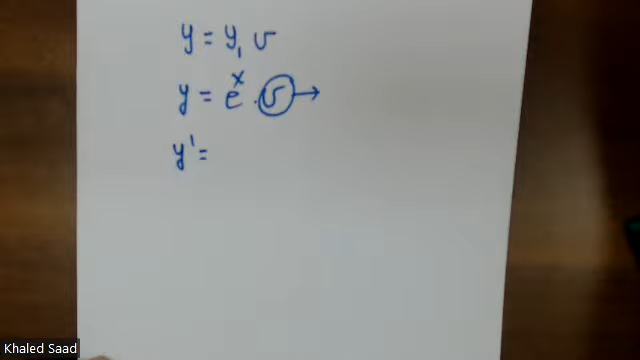 y = y₁ v
y = eˣ . v →
y' =
Khaled Saad